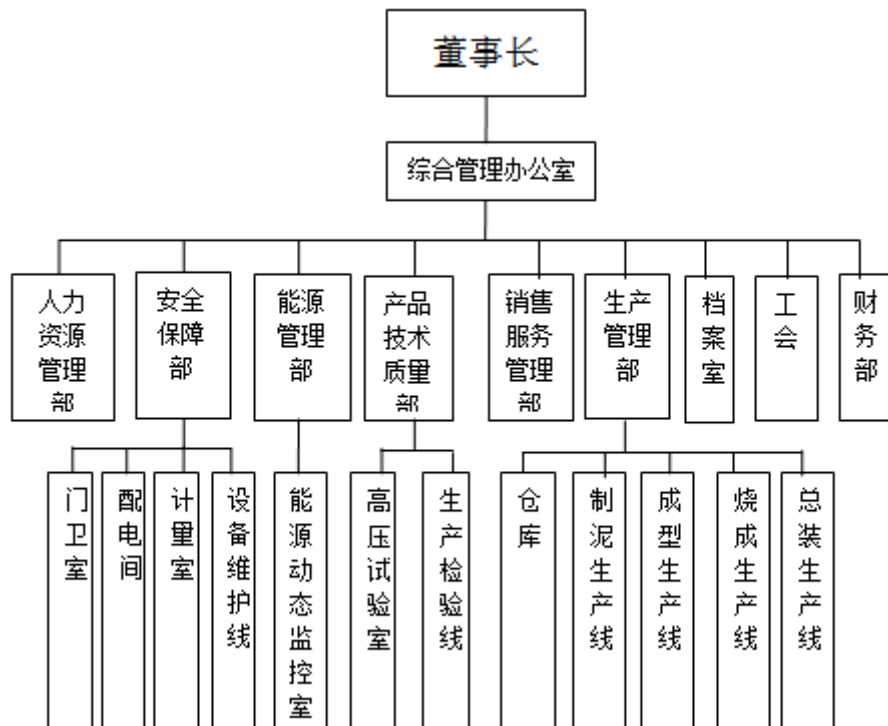 董事长
综合管理办公室
人力
资源
管理
部
安全
保障
部
能源
管理
部
产品
技术
质量
部
销售
服务
管理
部
生产
管理
部
档案室
工会
财务部
门卫室
配电间
计量室
设备维护线
能源动态监控室
高压试验室
生产检验线
仓库
制泥生产线
成型生产线
烧成生产线
总装生产线